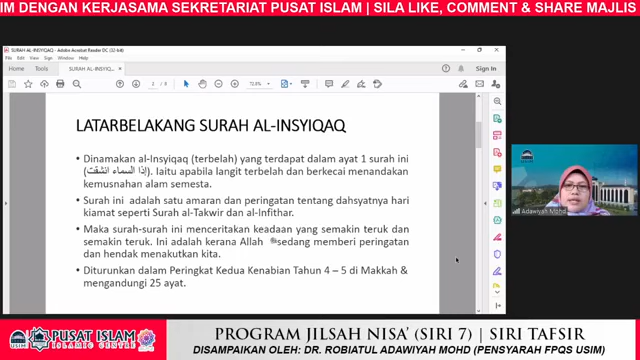 IM DENGAN KERJASAMA SEKRETARIAT PUSAT ISLAM | SILA LIKE, COMMENT & SHARE MAJLIS
SURAH AL-INSYIQAQ - Adobe Acrobat Reader DC (32-bit)
File Edit View Sign Window Help
Home Tools SURAH AL-INSYIQ... × Sign In
1 / 8 72.8%
LATARBELAKANG SURAH AL-INSYIQAQ
• Dinamakan al-Insyiqaq (terbelah) yang terdapat dalam ayat 1 surah ini
(إذا السماء انشقت). Iaitu apabila langit terbelah dan berkecai menandakan
kemusnahan alam semesta.
• Surah ini adalah satu amaran dan peringatan tentang dahsyatnya hari
kiamat seperti Surah al-Takwir dan al-Infithar.
• Maka surah-surah ini menceritakan keadaan yang semakin teruk dan
semakin teruk. Ini adalah kerana Allah sedang memberi peringatan
dan hendak menakutkan kita.
• Diturunkan dalam Peringkat Kedua Kenabian Tahun 4 – 5 di Makkah &
mengandungi 25 ayat.
Adawiyah Mohd
USIM
PUSAT ISLAM
ISLAMIC CENTRE
PROGRAM JILSAH NISA' (SIRI 7) | SIRI TAFSIR
DISAMPAIKAN OLEH: DR. ROBIATUL ADAWIYAH MOHD (PENSYARAH FPQS USIM)